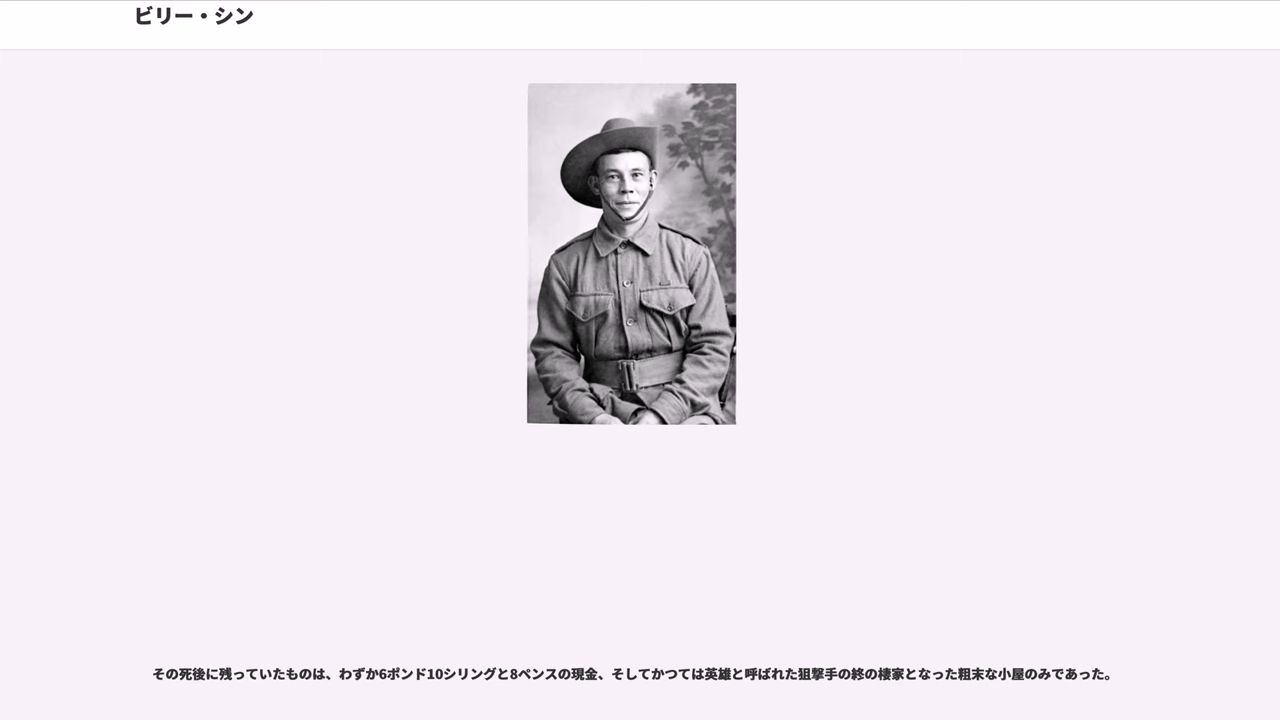 ビリー・シン
その死後に残っていたものは、わずか6ポンド10シリングと8ペンスの現金、そしてかつては英雄と呼ばれた狙撃手の終の棲家となった粗末な小屋のみであった。